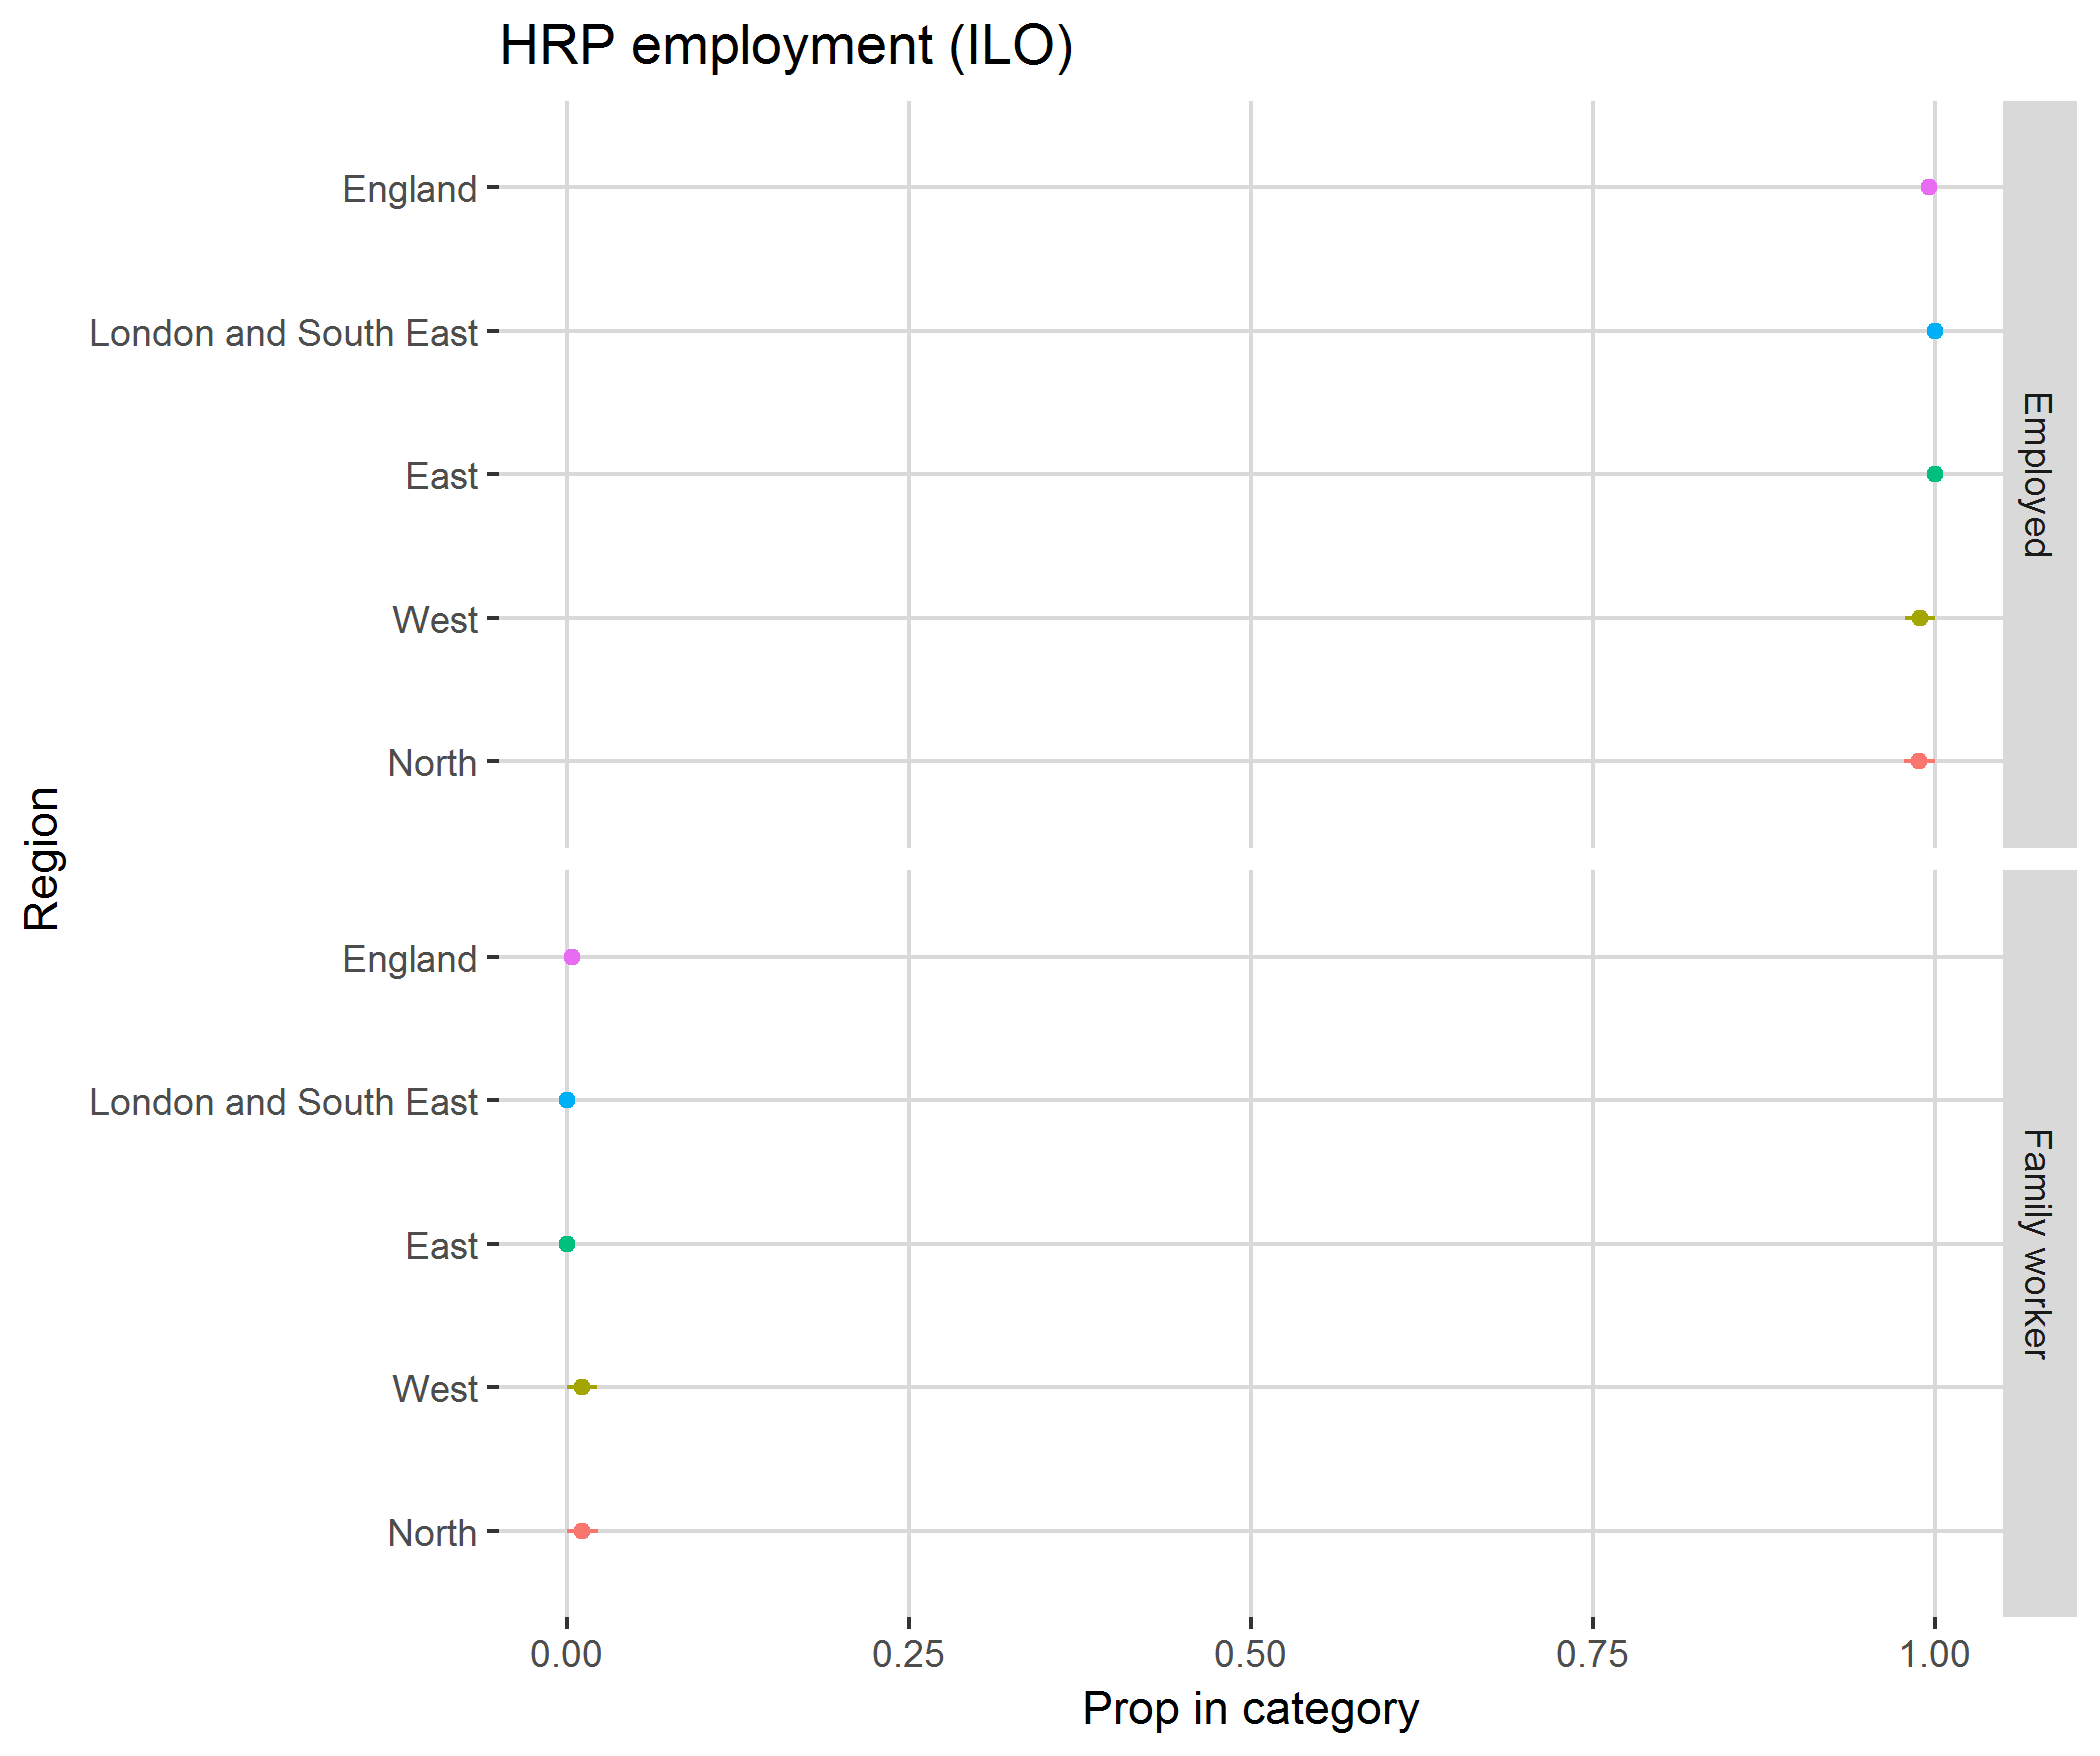 HRP employment (ILO)
England
London and South East
East
West
North
Employed
Region
England
London and South East
East
West
North
Family worker
0.00 0.25 0.50 0.75 1.00
Prop in category